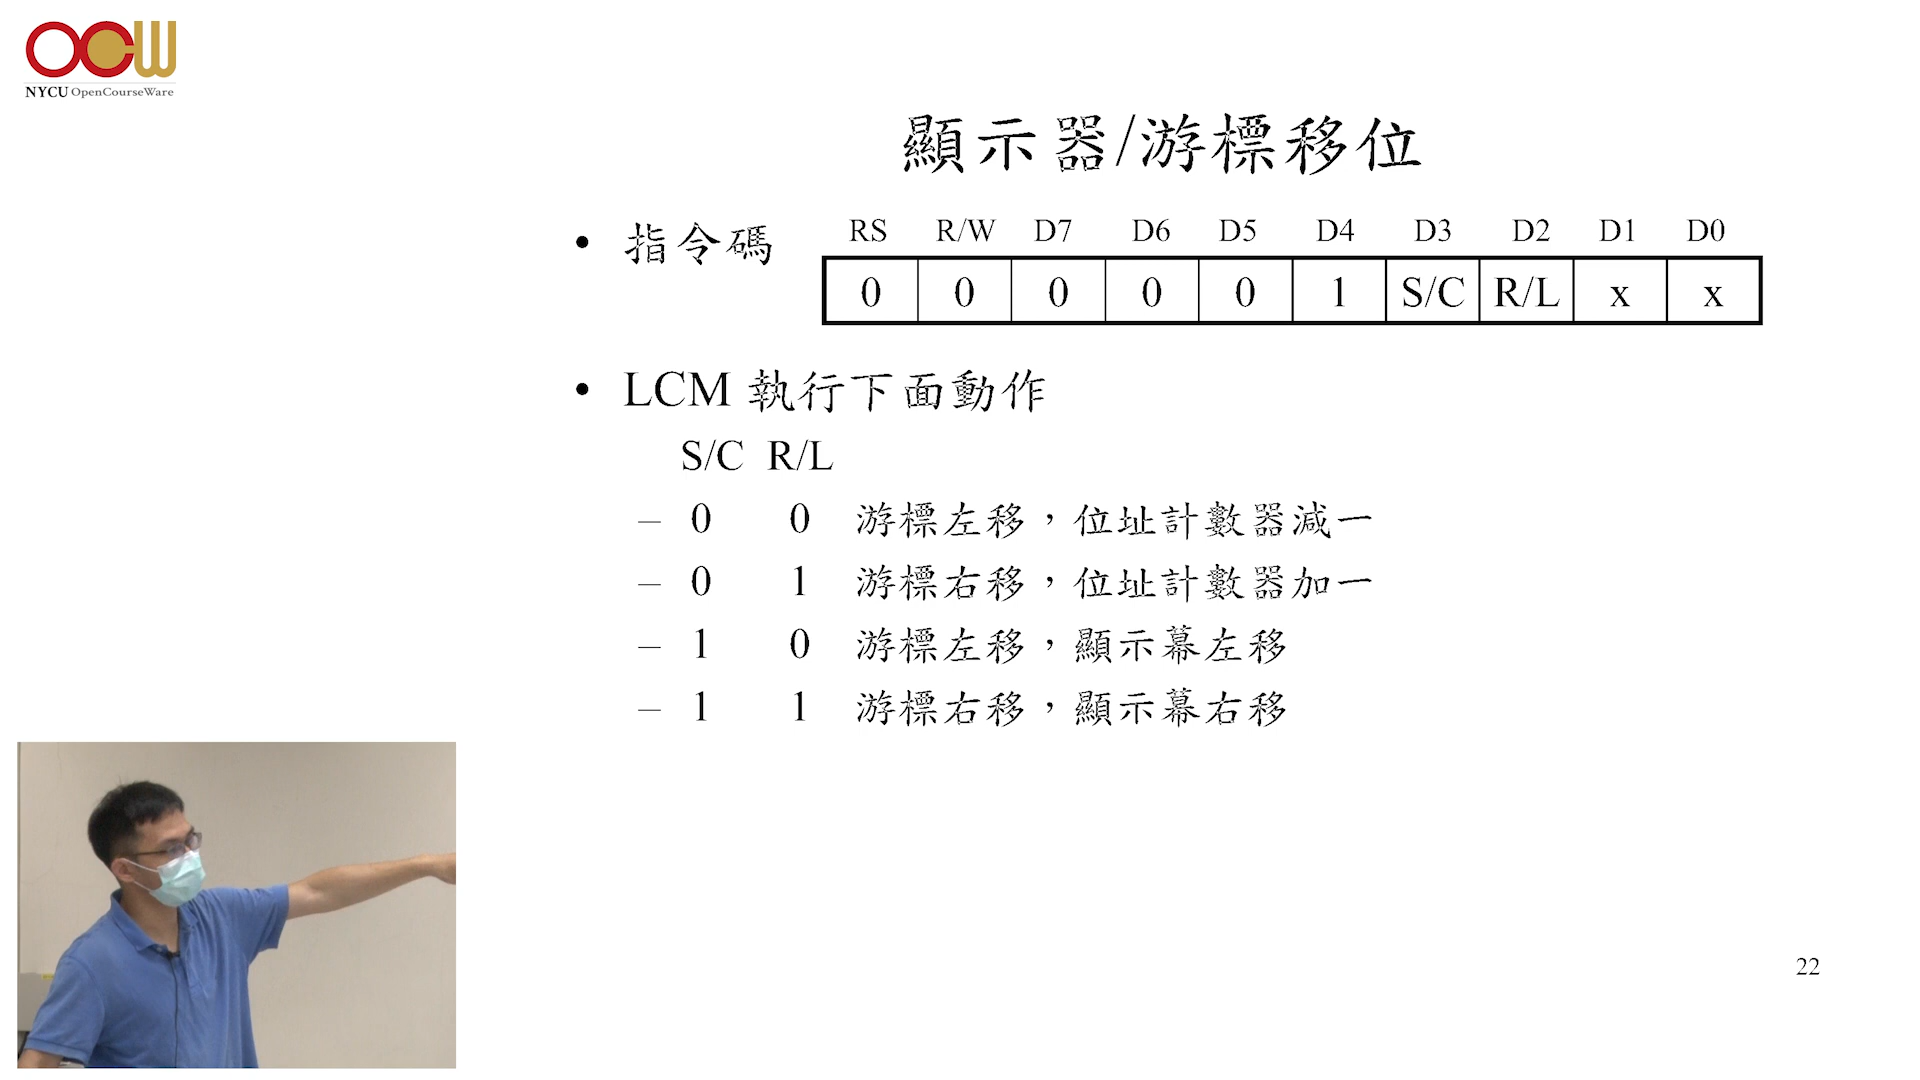 OCW
NYCU OpenCourseWare
顯示器/游標移位
• 指令碼
RS R/W D7 D6 D5 D4 D3 D2 D1 D0
0 0 0 0 0 1 S/C R/L x x
• LCM 執行下面動作
S/C R/L
– 0 0 游標左移，位址計數器減一
– 0 1 游標右移，位址計數器加一
– 1 0 游標左移，顯示幕左移
– 1 1 游標右移，顯示幕右移
22